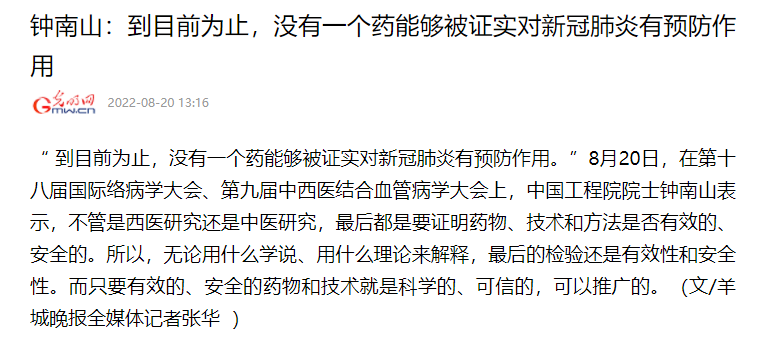 钟南山：到目前为止，没有一个药能够被证实对新冠肺炎有预防作
用
光明网
GMW.CN
2022-08-20 13:16
“ 到目前为止，没有一个药能够被证实对新冠肺炎有预防作用。”8月20日，在第十
八届国际络病学大会、第九届中西医结合血管病学大会上，中国工程院院士钟南山表
示，不管是西医研究还是中医研究，最后都是要证明药物、技术和方法是否有效的、
安全的。所以，无论用什么学说、用什么理论来解释，最后的检验还是有效性和安全
性。而只要有效的、安全的药物和技术就是科学的、可信的，可以推广的。（文/羊
城晚报全媒体记者张华 ）